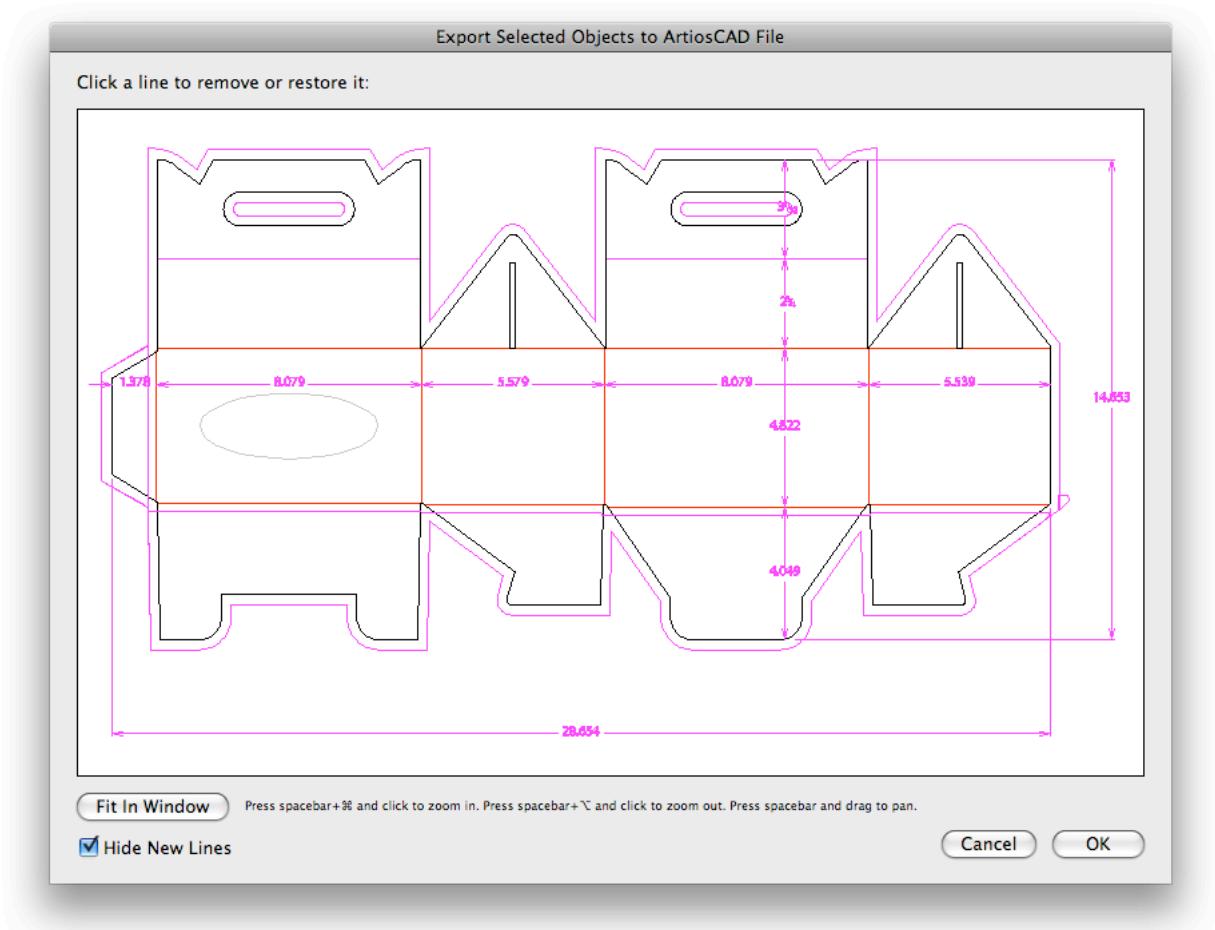 Export Selected Objects to ArtiosCAD File
Click a line to remove or restore it:
1.378
8.079
5.579
8.079
5.539
14.653
4.822
4.049
28.654
Fit In Window
Press spacebar+⌘ and click to zoom in. Press spacebar+⌥ and click to zoom out. Press spacebar and drag to pan.
Hide New Lines
Cancel
OK